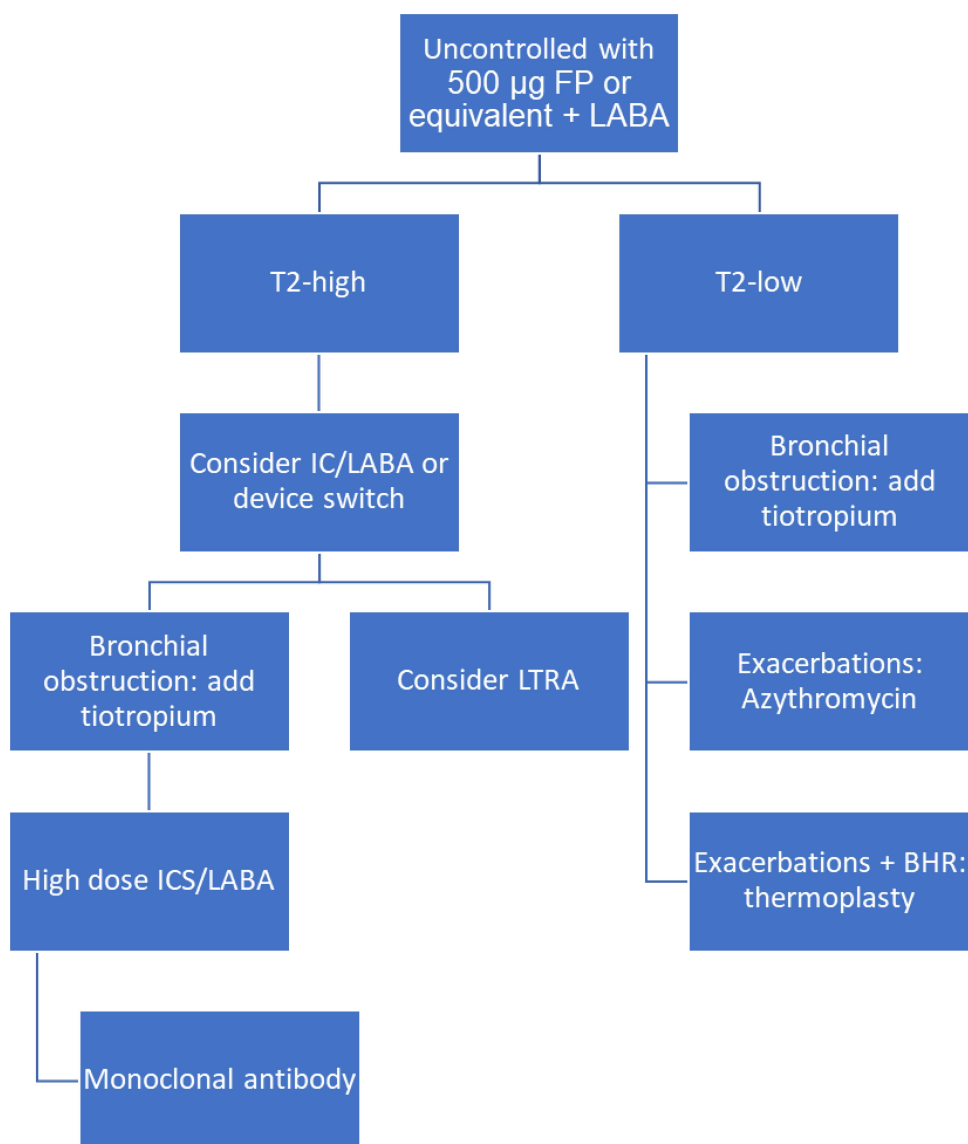 Uncontrolled with
500 µg FP or
equivalent + LABA
T2-high
T2-low
Consider IC/LABA or
device switch
Bronchial
obstruction: add
tiotropium
Bronchial
obstruction: add
tiotropium
Consider LTRA
Exacerbations:
Azythromycin
High dose ICS/LABA
Exacerbations + BHR:
thermoplasty
Monoclonal antibody